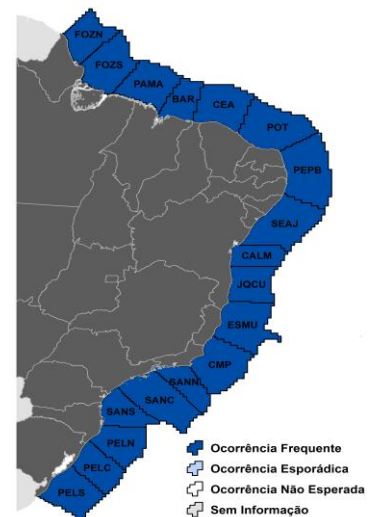 FOZN
FOZS
PAMA
BAR
CEA
POT
PEPB
SEAJ
CALM
JQCU
ESMU
CMP
SANN
SANC
SANS
PELN
PELC
PELS
Ocorrência Frequente
Ocorrência Esporádica
Ocorrência Não Esperada
Sem Informação